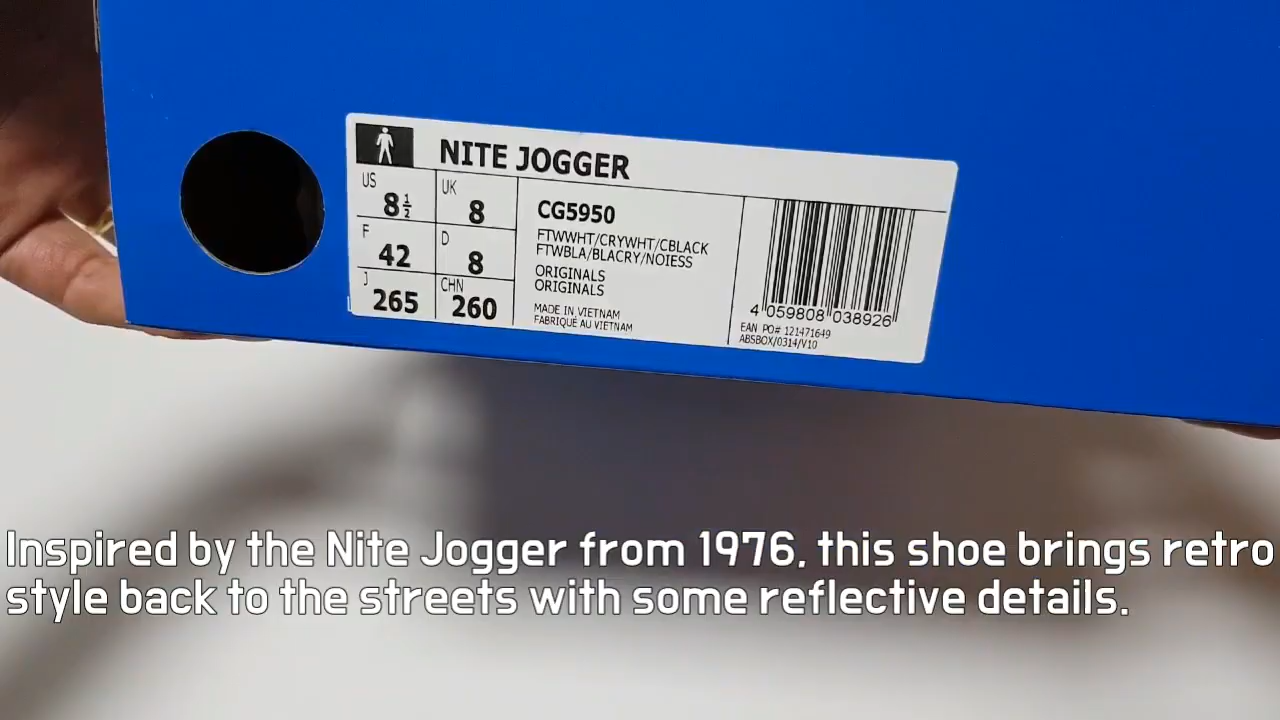 NITE JOGGER
US 8½ UK 8
F 42 D 8
J 265 CHN 260
CG5950
FTWWHT/CRYWHT/CBLACK
FTWBLA/BLACRY/NOIESS
ORIGINALS
ORIGINALS
MADE IN VIETNAM
FABRIQUÉ AU VIETNAM
4 059808 038926
EAN PO# 121471649
ABSBOX/0314/V10
Inspired by the Nite Jogger from 1976, this shoe brings retro
style back to the streets with some reflective details.